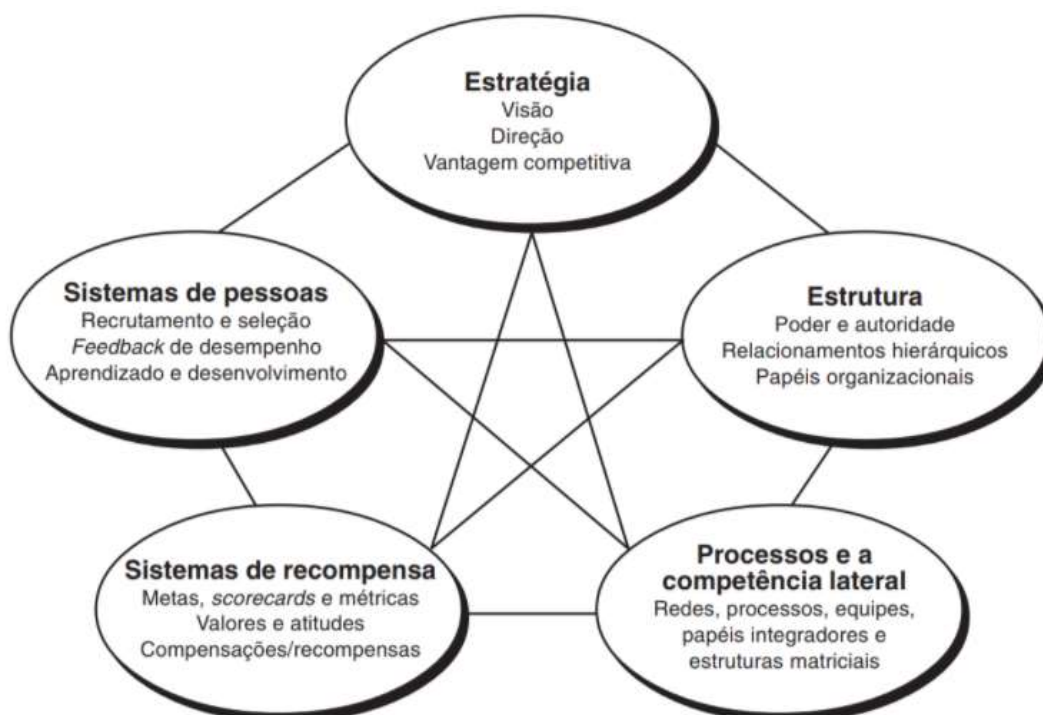 Estratégia
Visão
Direção
Vantagem competitiva
Sistemas de pessoas
Recrutamento e seleção
Feedback de desempenho
Aprendizado e desenvolvimento
Estrutura
Poder e autoridade
Relacionamentos hierárquicos
Papéis organizacionais
Sistemas de recompensa
Metas, scorecards e métricas
Valores e atitudes
Compensações/recompensas
Processos e a
competência lateral
Redes, processos, equipes,
papéis integradores e
estruturas matriciais